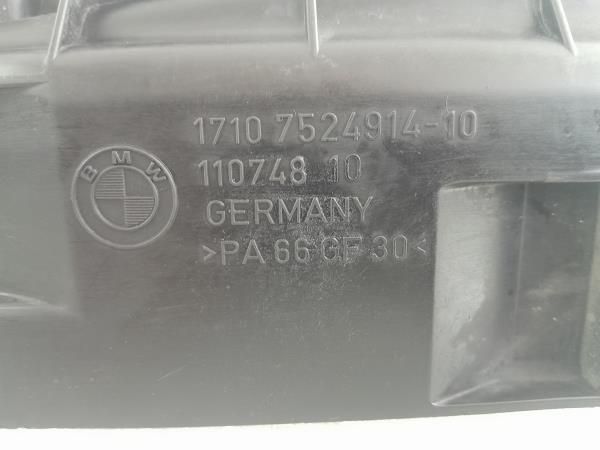 BMW
1710 7524914-10
110748 10
GERMANY
>PA 66 GF 30<